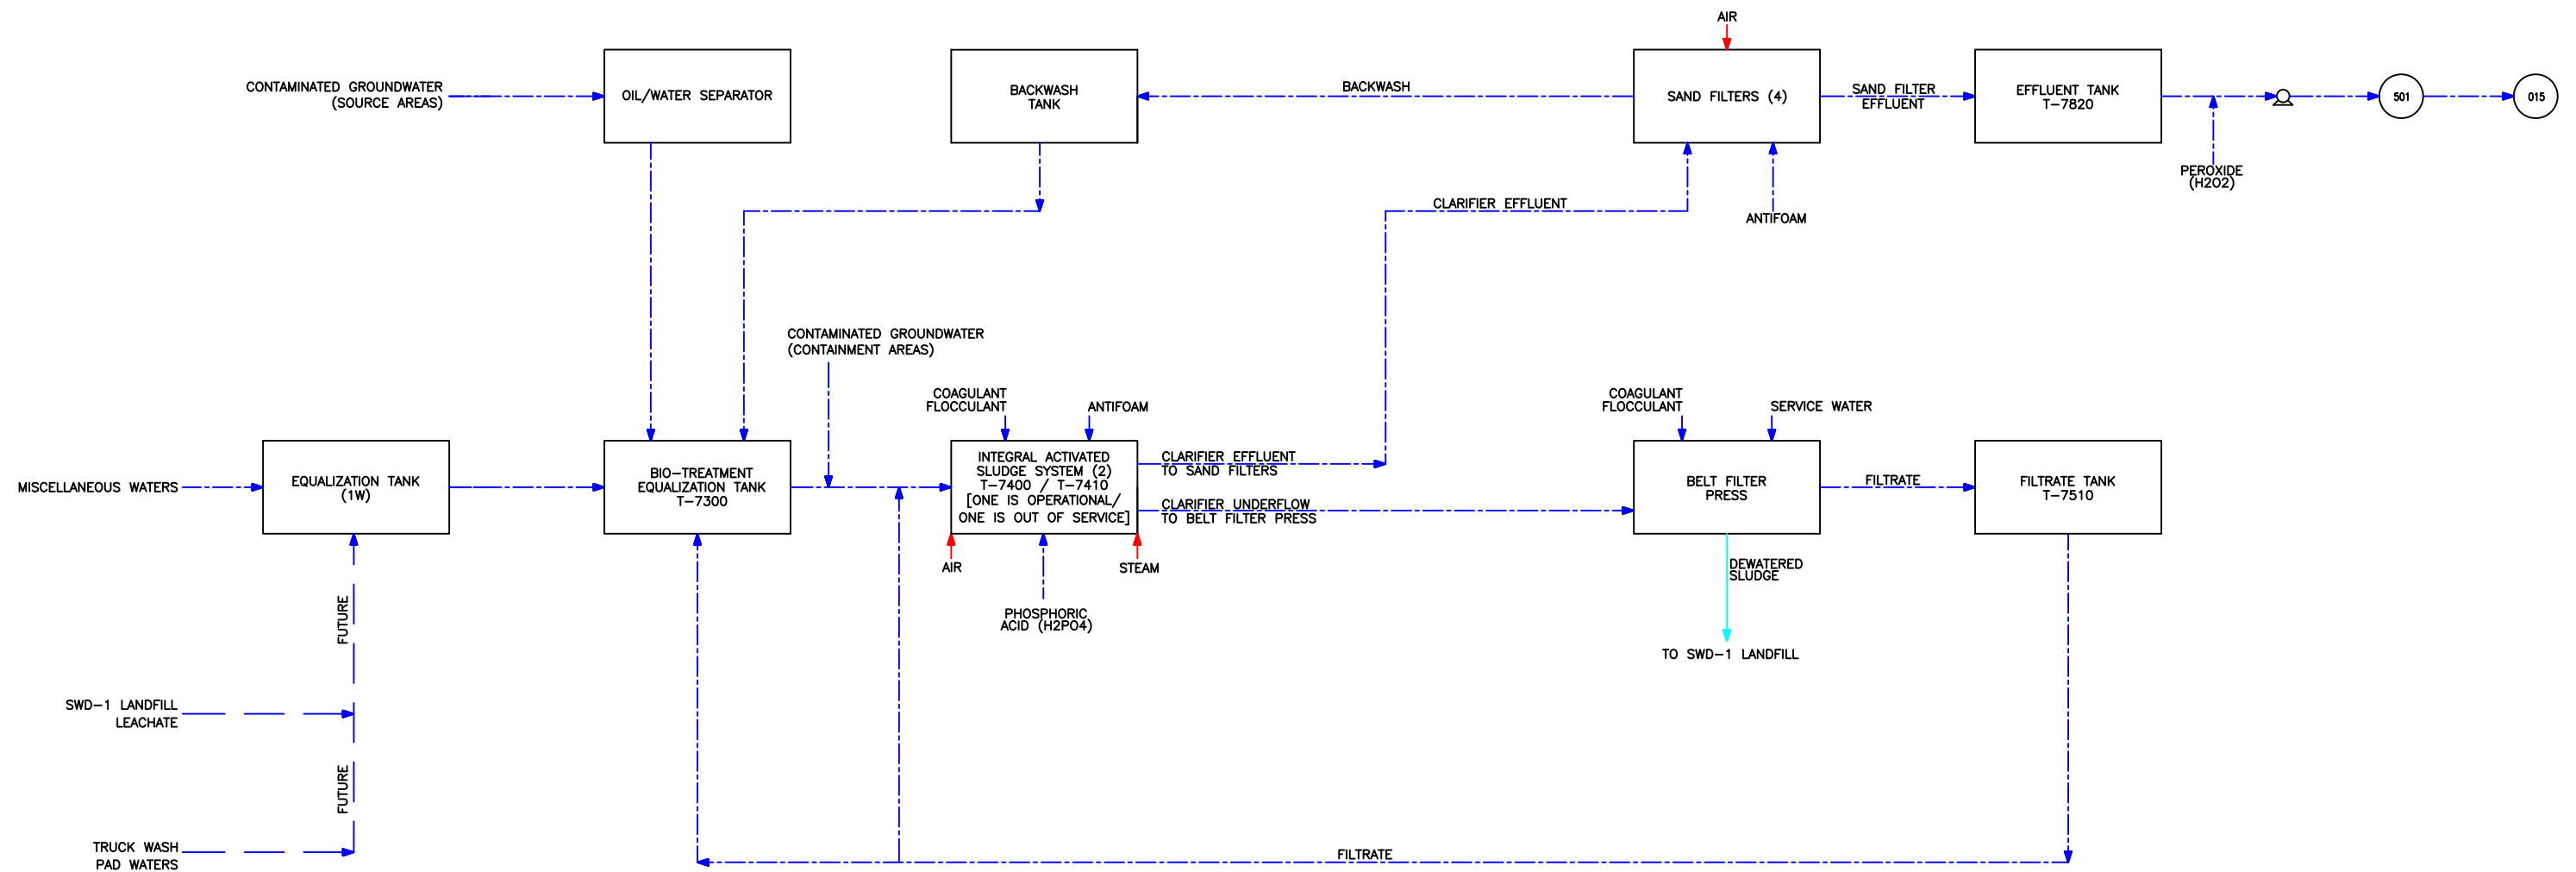 AIR
CONTAMINATED GROUNDWATER
(SOURCE AREAS)
OIL/WATER SEPARATOR
BACKWASH
TANK
BACKWASH
SAND FILTERS (4)
SAND FILTER
EFFLUENT
EFFLUENT TANK
T-7820
501
015
PEROXIDE
(H2O2)
CLARIFIER EFFLUENT
ANTIFOAM
CONTAMINATED GROUNDWATER
(CONTAINMENT AREAS)
COAGULANT
FLOCCULANT
ANTIFOAM
COAGULANT
FLOCCULANT
SERVICE WATER
MISCELLANEOUS WATERS
EQUALIZATION TANK
(1W)
BIO-TREATMENT
EQUALIZATION TANK
T-7300
INTEGRAL ACTIVATED
SLUDGE SYSTEM (2)
T-7400 / T-7410
[ONE IS OPERATIONAL/
ONE IS OUT OF SERVICE]
CLARIFIER EFFLUENT
TO SAND FILTERS
CLARIFIER UNDERFLOW
TO BELT FILTER PRESS
BELT FILTER
PRESS
FILTRATE
FILTRATE TANK
T-7510
AIR
STEAM
PHOSPHORIC
ACID (H2PO4)
DEWATERED
SLUDGE
TO SWD-1 LANDFILL
FUTURE
SWD-1 LANDFILL
LEACHATE
FUTURE
TRUCK WASH
PAD WATERS
FILTRATE